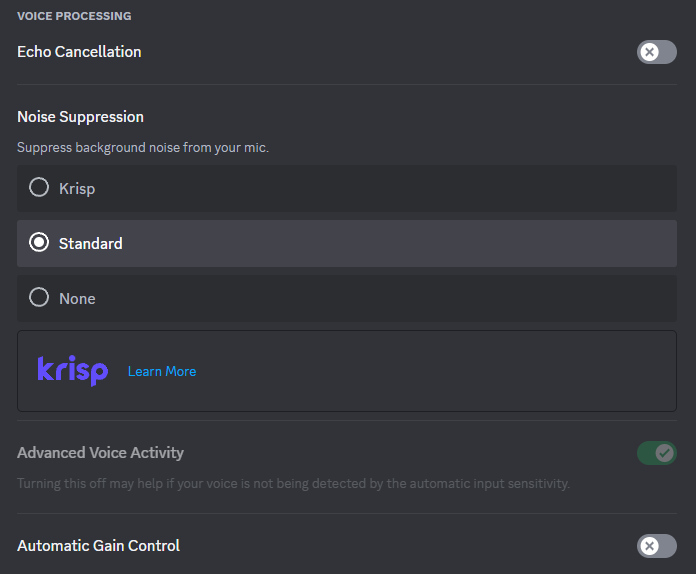 VOICE PROCESSING
Echo Cancellation
Noise Suppression
Suppress background noise from your mic.
Krisp
Standard
None
krisp Learn More
Advanced Voice Activity
Turning this off may help if your voice is not being detected by the automatic input sensitivity.
Automatic Gain Control